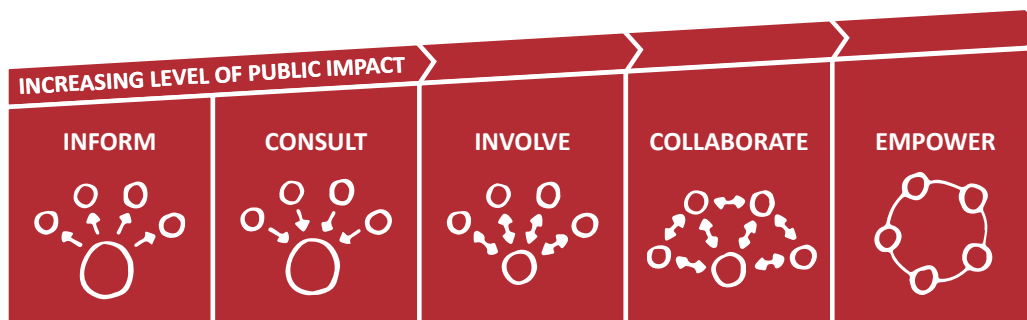 INCREASING LEVEL OF PUBLIC IMPACT
INFORM
CONSULT
INVOLVE
COLLABORATE
EMPOWER